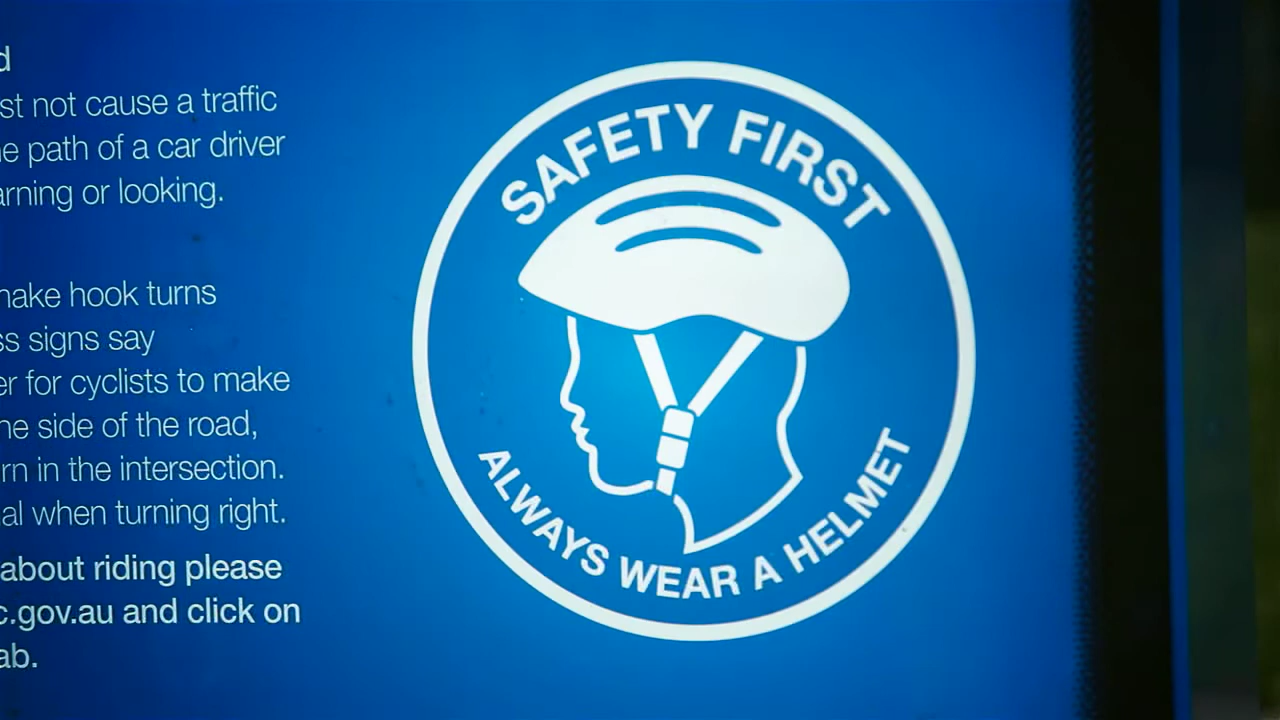 st not cause a traffic
e path of a car driver
arning or looking.
make hook turns
ss signs say
er for cyclists to make
he side of the road,
rn in the intersection.
al when turning right.
about riding please
c.gov.au and click on
ab.
SAFETY FIRST
ALWAYS WEAR A HELMET